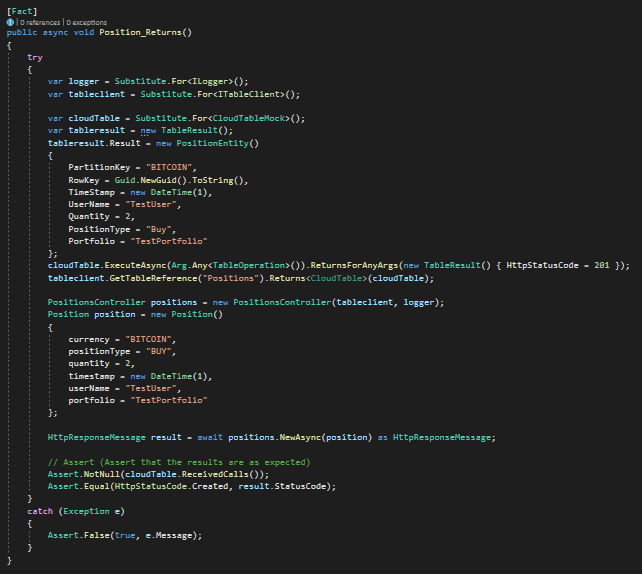 [Fact]
| 0 references | 0 exceptions
public async void Position_Returns()
{
try
{
var logger = Substitute.For<ILogger>();
var tableclient = Substitute.For<ITableClient>();
var cloudTable = Substitute.For<CloudTableMock>();
var tableresult = new TableResult();
tableresult.Result = new PositionEntity()
{
PartitionKey = "BITCOIN",
RowKey = Guid.NewGuid().ToString(),
TimeStamp = new DateTime(1),
UserName = "TestUser",
Quantity = 2,
PositionType = "Buy",
Portfolio = "TestPortfolio"
};
cloudTable.ExecuteAsync(Arg.Any<TableOperation>()).ReturnsForAnyArgs(new TableResult() { HttpStatusCode = 201 });
tableclient.GetTableReference("Positions").Returns<CloudTable>(cloudTable);
PositionsController positions = new PositionsController(tableclient, logger);
Position position = new Position()
{
currency = "BITCOIN",
positionType = "BUY",
quantity = 2,
timestamp = new DateTime(1),
userName = "TestUser",
portfolio = "TestPortfolio"
};
HttpResponseMessage result = await positions.NewAsync(position) as HttpResponseMessage;
// Assert (Assert that the results are as expected)
Assert.NotNull(cloudTable.ReceivedCalls());
Assert.Equal(HttpStatusCode.Created, result.StatusCode);
}
catch (Exception e)
{
Assert.False(true, e.Message);
}
}